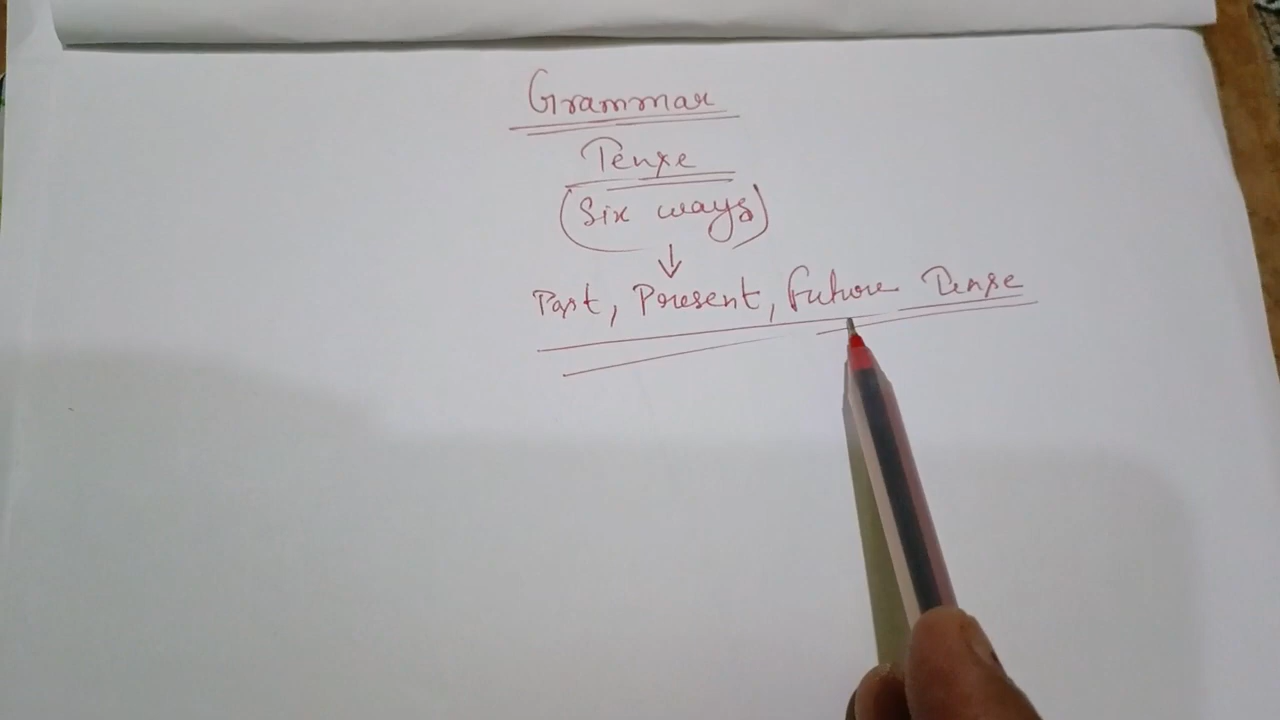 Grammar
Tense
(Six ways)
↓
Past, Present, Future Tense